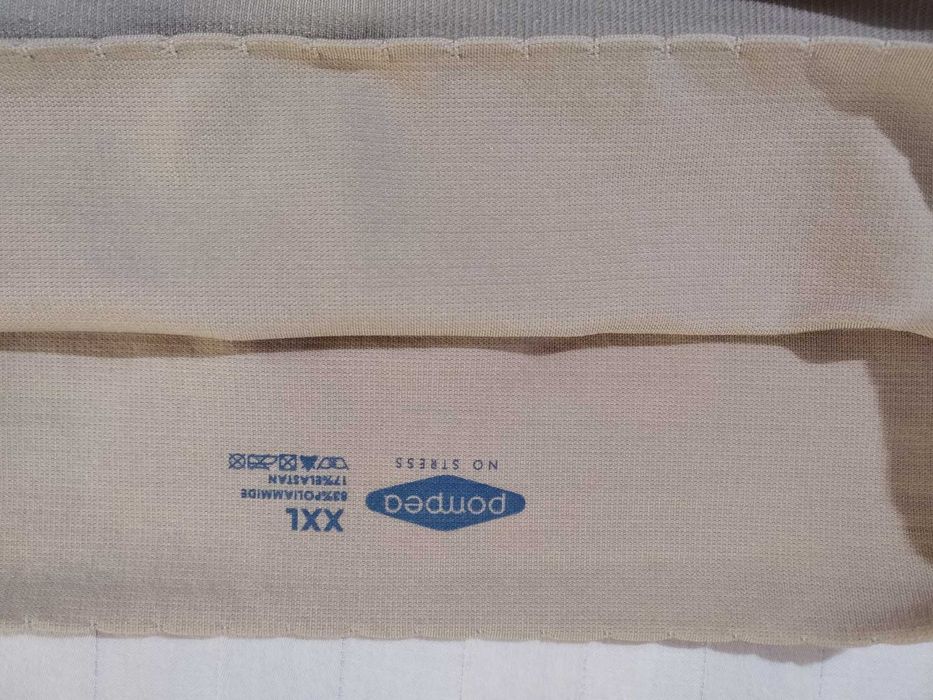 pompea
NO STRESS
XXL
83%POLIAMMIDE
17%ELASTAN